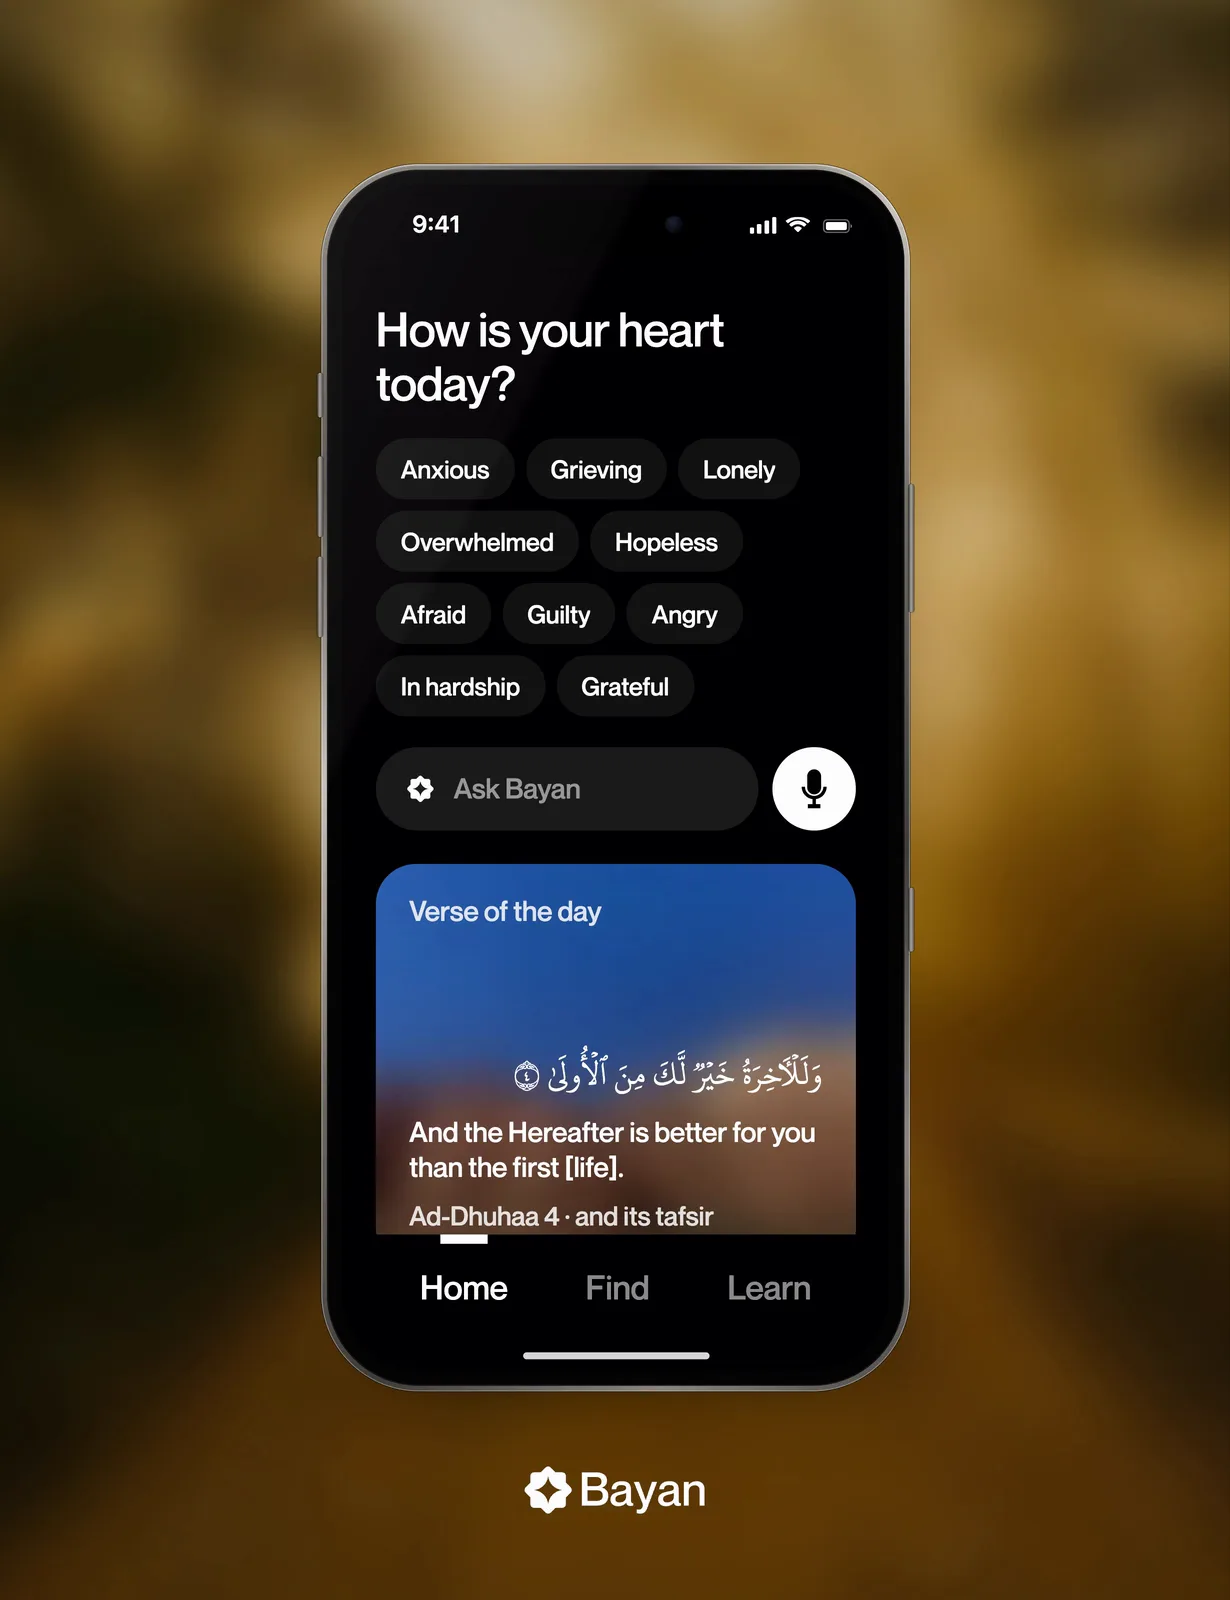 9:41
How is your heart
today?
Anxious Grieving Lonely
Overwhelmed Hopeless
Afraid Guilty Angry
In hardship Grateful
Ask Bayan
Verse of the day
وَلَلْآخِرَةُ خَيْرٌ لَّكَ مِنَ ٱلْأُولَىٰ ٤
And the Hereafter is better for you
than the first [life].
Ad-Dhuhaa 4 · and its tafsir
Home Find Learn
Bayan